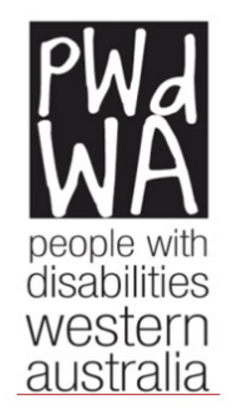 PWd
WA
people with
disabilities
western
australia